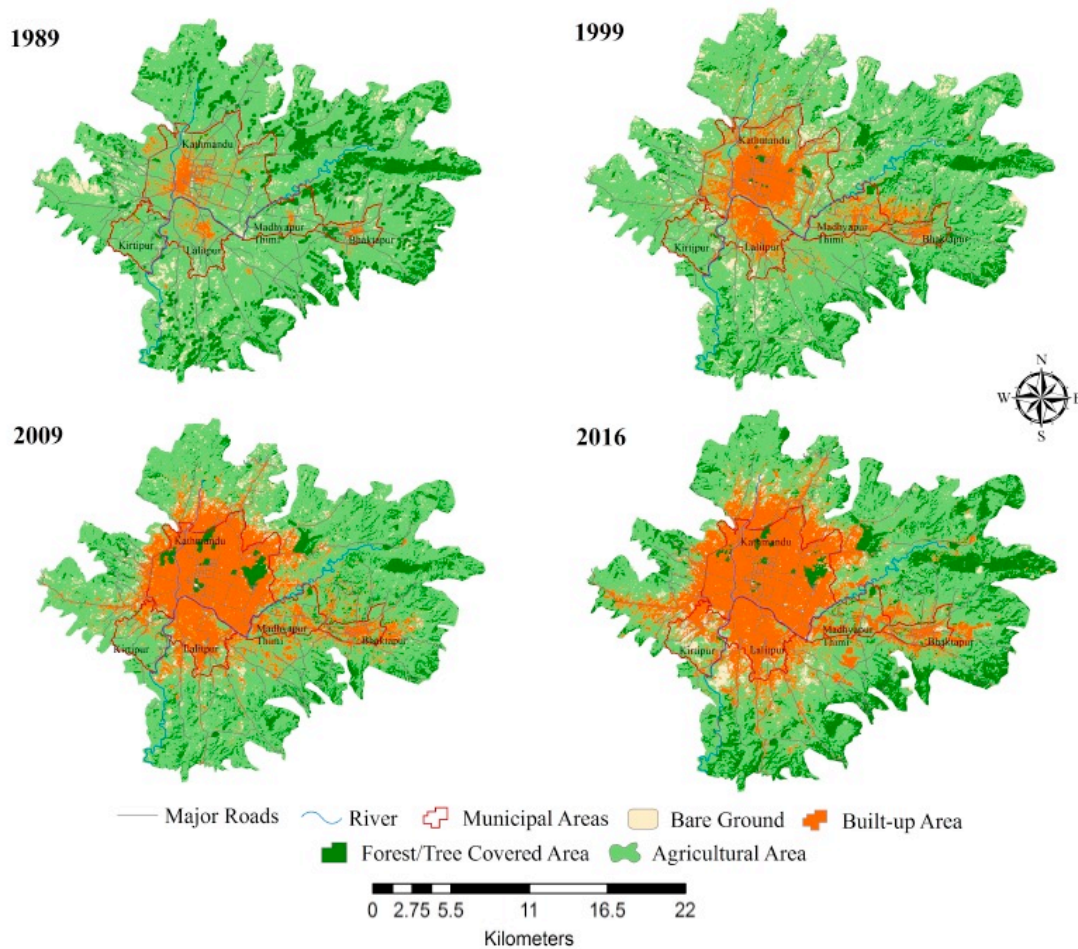 1989
Kathmandu
Kirtipur
Lalitpur
Madhyapur
Thimi
Bhaktapur
1999
Kathmandu
Kirtipur
Lalitpur
Madhyapur
Thimi
Bhaktapur
N
W
E
S
2009
Kathmandu
Kirtipur
Lalitpur
Madhyapur
Thimi
Bhaktapur
2016
Kathmandu
Kirtipur
Lalitpur
Madhyapur
Thimi
Bhaktapur
Major Roads River Municipal Areas Bare Ground Built-up Area
Forest/Tree Covered Area Agricultural Area
0 2.75 5.5 11 16.5 22
Kilometers